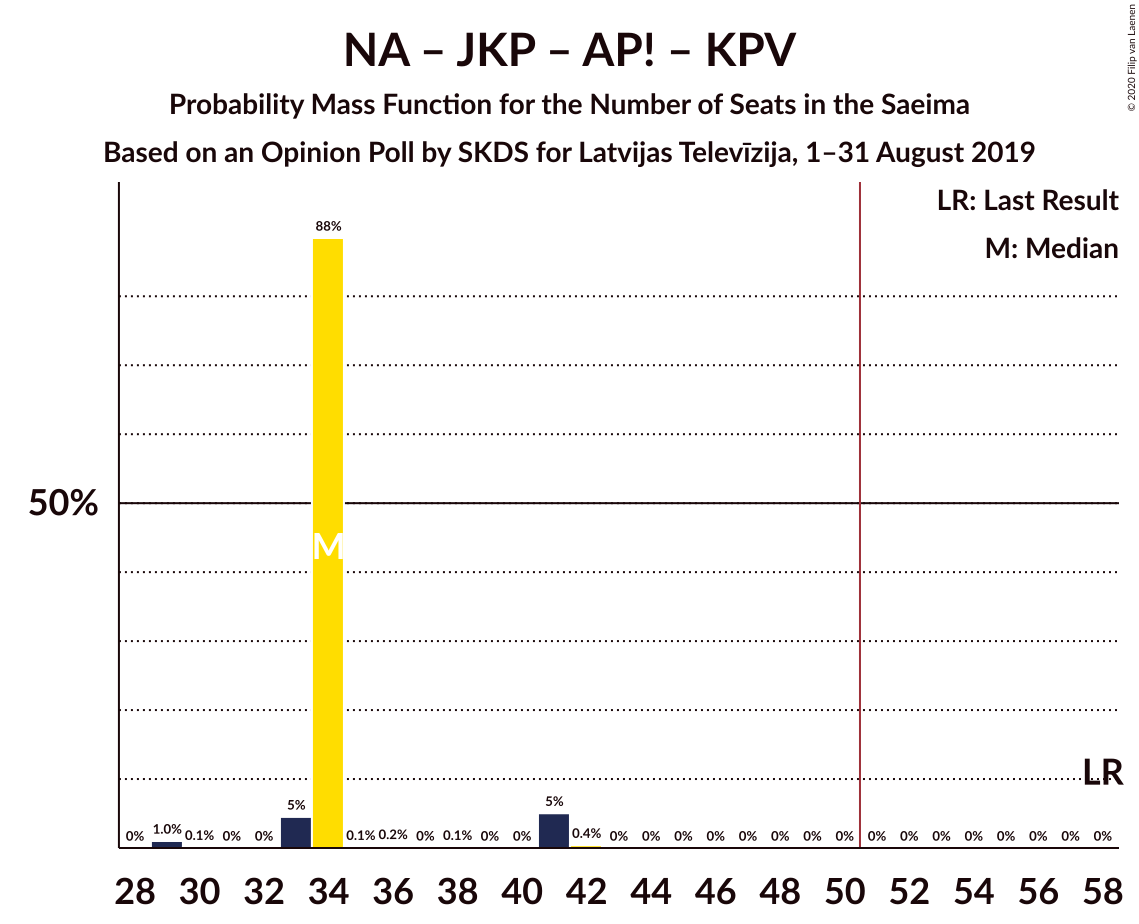 NA – JKP – AP! – KPV
Probability Mass Function for the Number of Seats in the Saeima
Based on an Opinion Poll by SKDS for Latvijas Televīzija, 1–31 August 2019
© 2020 Filip van Laenen
LR: Last Result
M: Median
88%
50%
M
LR
5%
5%
0% 1.0% 0.1% 0% 0% 0.1% 0.2% 0% 0.1% 0% 0% 0.4% 0% 0% 0% 0% 0% 0% 0% 0% 0% 0% 0% 0% 0% 0% 0% 0%
28 30 32 34 36 38 40 42 44 46 48 50 52 54 56 58